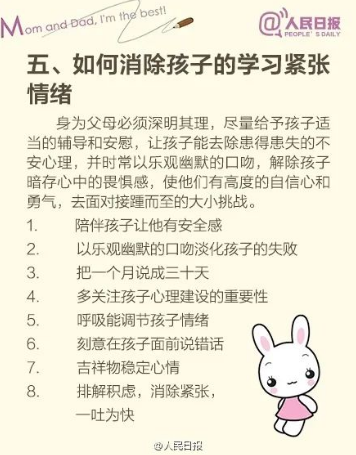 Mom and Dad, I'm the best!
@人民日报
PEOPLE'S DAILY
五、如何消除孩子的学习紧张
情绪
身为父母必须深明其理，尽量给予孩子适
当的辅导和安慰，让孩子能去除患得患失的不
安心理，并时常以乐观幽默的口吻，解除孩子
暗存心中的畏惧感，使他们有高度的自信心和
勇气，去面对接踵而至的大小挑战。
1. 陪伴孩子让他有安全感
2. 以乐观幽默的口吻淡化孩子的失败
3. 把一个月说成三十天
4. 多关注孩子心理建设的重要性
5. 呼吸能调节孩子情绪
6. 刻意在孩子面前说错话
7. 吉祥物稳定心情
8. 排解积虑，消除紧张，
一吐为快
@人民日报